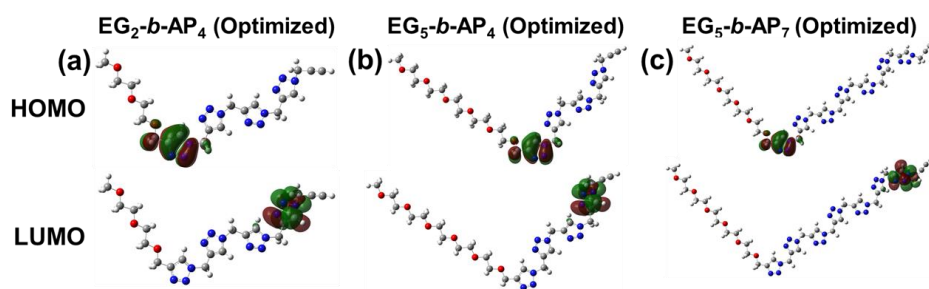 EG₂-b-AP₄ (Optimized) EG₅-b-AP₄ (Optimized) EG₅-b-AP₇ (Optimized)
(a) (b) (c)
HOMO
LUMO